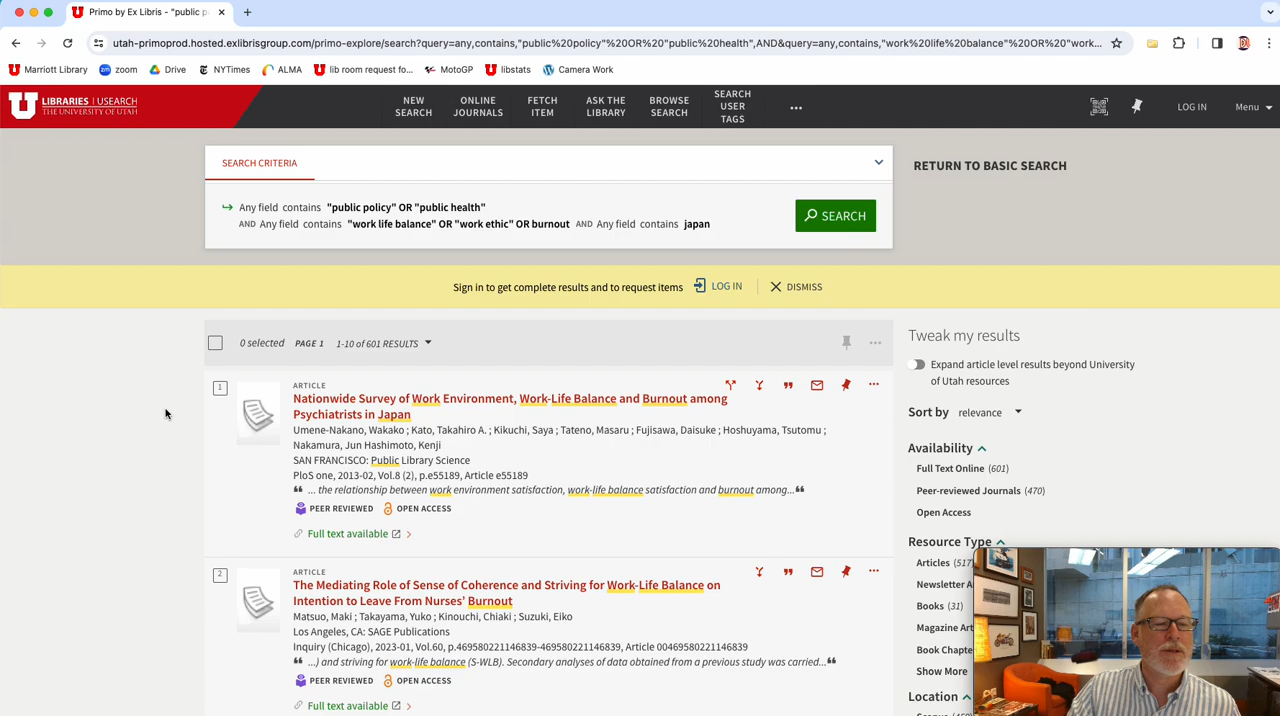 Primo by Ex Libris - "public p
utah-primoprod.hosted.exlibrisgroup.com/primo-explore/search?query=any,contains,"public%20policy"%20OR%20"public%20health",AND&query=any,contains,"work%20life%20balance"%20OR%20"work...
Marriott Library zoom Drive NYTimes ALMA lib room request fo... MotoGP libstats Camera Work
LIBRARIES | USEARCH
THE UNIVERSITY OF UTAH
NEW SEARCH
ONLINE JOURNALS
FETCH ITEM
ASK THE LIBRARY
BROWSE SEARCH
SEARCH USER TAGS
LOG IN
Menu
SEARCH CRITERIA
RETURN TO BASIC SEARCH
Any field contains "public policy" OR "public health"
AND Any field contains "work life balance" OR "work ethic" OR burnout AND Any field contains japan
SEARCH
Sign in to get complete results and to request items LOG IN DISMISS
0 selected PAGE 1 1-10 of 601 RESULTS
1
ARTICLE
Nationwide Survey of Work Environment, Work-Life Balance and Burnout among
Psychiatrists in Japan
Umene-Nakano, Wakako ; Kato, Takahiro A. ; Kikuchi, Saya ; Tateno, Masaru ; Fujisawa, Daisuke ; Hoshuyama, Tsutomu ;
Nakamura, Jun Hashimoto, Kenji
SAN FRANCISCO: Public Library Science
PloS one, 2013-02, Vol.8 (2), p.e55189, Article e55189
... the relationship between work environment satisfaction, work-life balance satisfaction and burnout among...
PEER REVIEWED OPEN ACCESS
Full text available
2
ARTICLE
The Mediating Role of Sense of Coherence and Striving for Work-Life Balance on
Intention to Leave From Nurses' Burnout
Matsuo, Maki ; Takayama, Yuko ; Kinouchi, Chiaki ; Suzuki, Eiko
Los Angeles, CA: SAGE Publications
Inquiry (Chicago), 2023-01, Vol.60, p.469580221146839-469580221146839, Article 00469580221146839
...) and striving for work-life balance (S-WLB). Secondary analyses of data obtained from a previous study was carried...
PEER REVIEWED OPEN ACCESS
Full text available
Tweak my results
Expand article level results beyond University
of Utah resources
Sort by relevance
Availability
Full Text Online (601)
Peer-reviewed Journals (470)
Open Access
Resource Type
Articles (517)
Newsletter A
Books (31)
Magazine Art
Book Chapte
Show More
Location